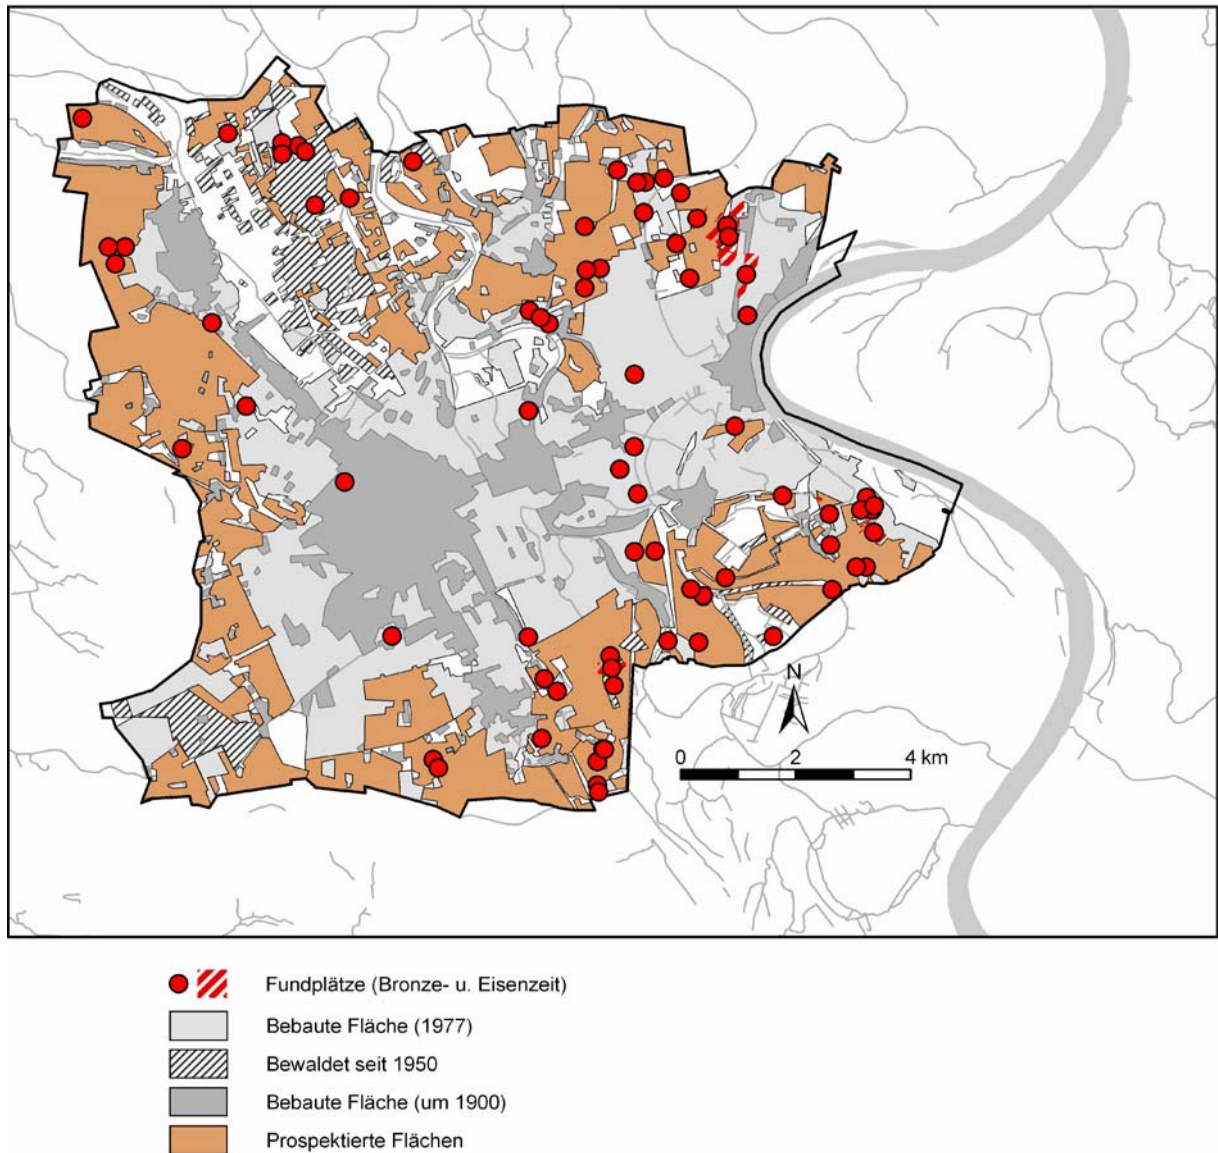 N
0 2 4 km
Fundplätze (Bronze- u. Eisenzeit)
Bebaute Fläche (1977)
Bewaldet seit 1950
Bebaute Fläche (um 1900)
Prospektierte Flächen